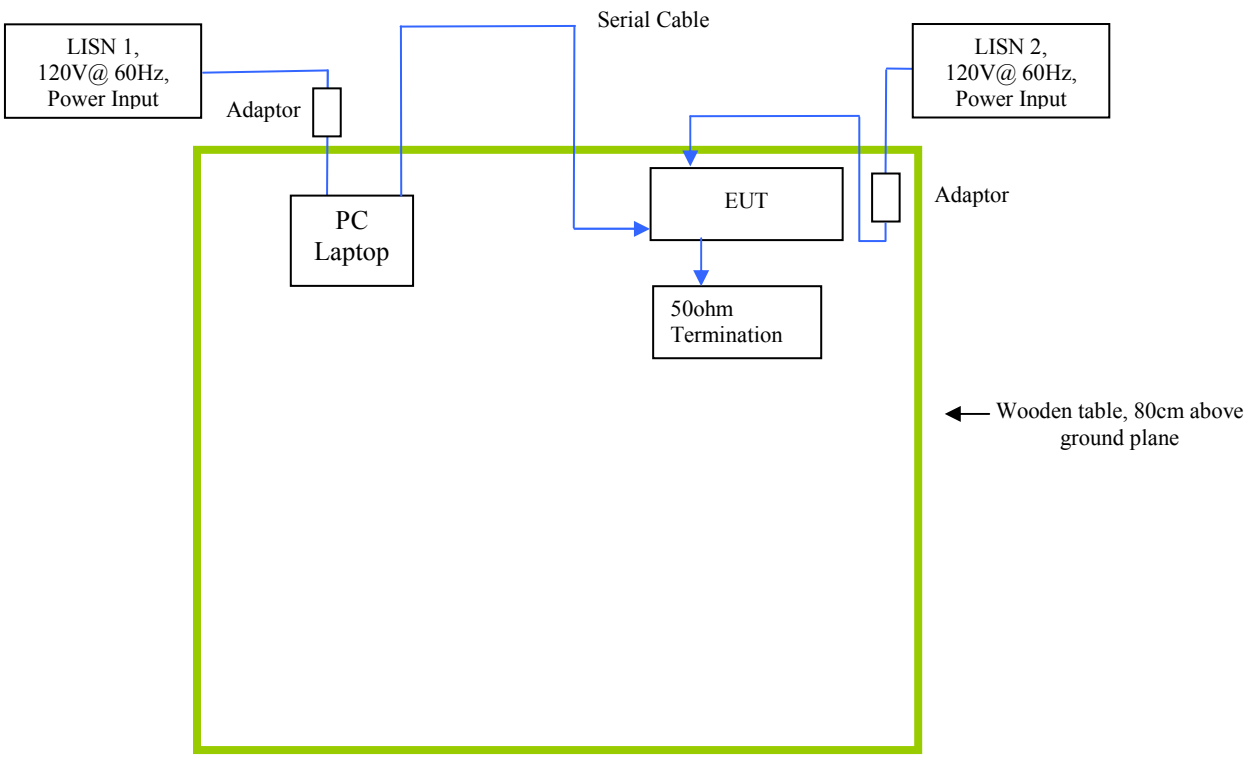 Serial Cable
LISN 1,
120V@ 60Hz,
Power Input
Adaptor
LISN 2,
120V@ 60Hz,
Power Input
PC
Laptop
EUT
Adaptor
50ohm
Termination
Wooden table, 80cm above
ground plane